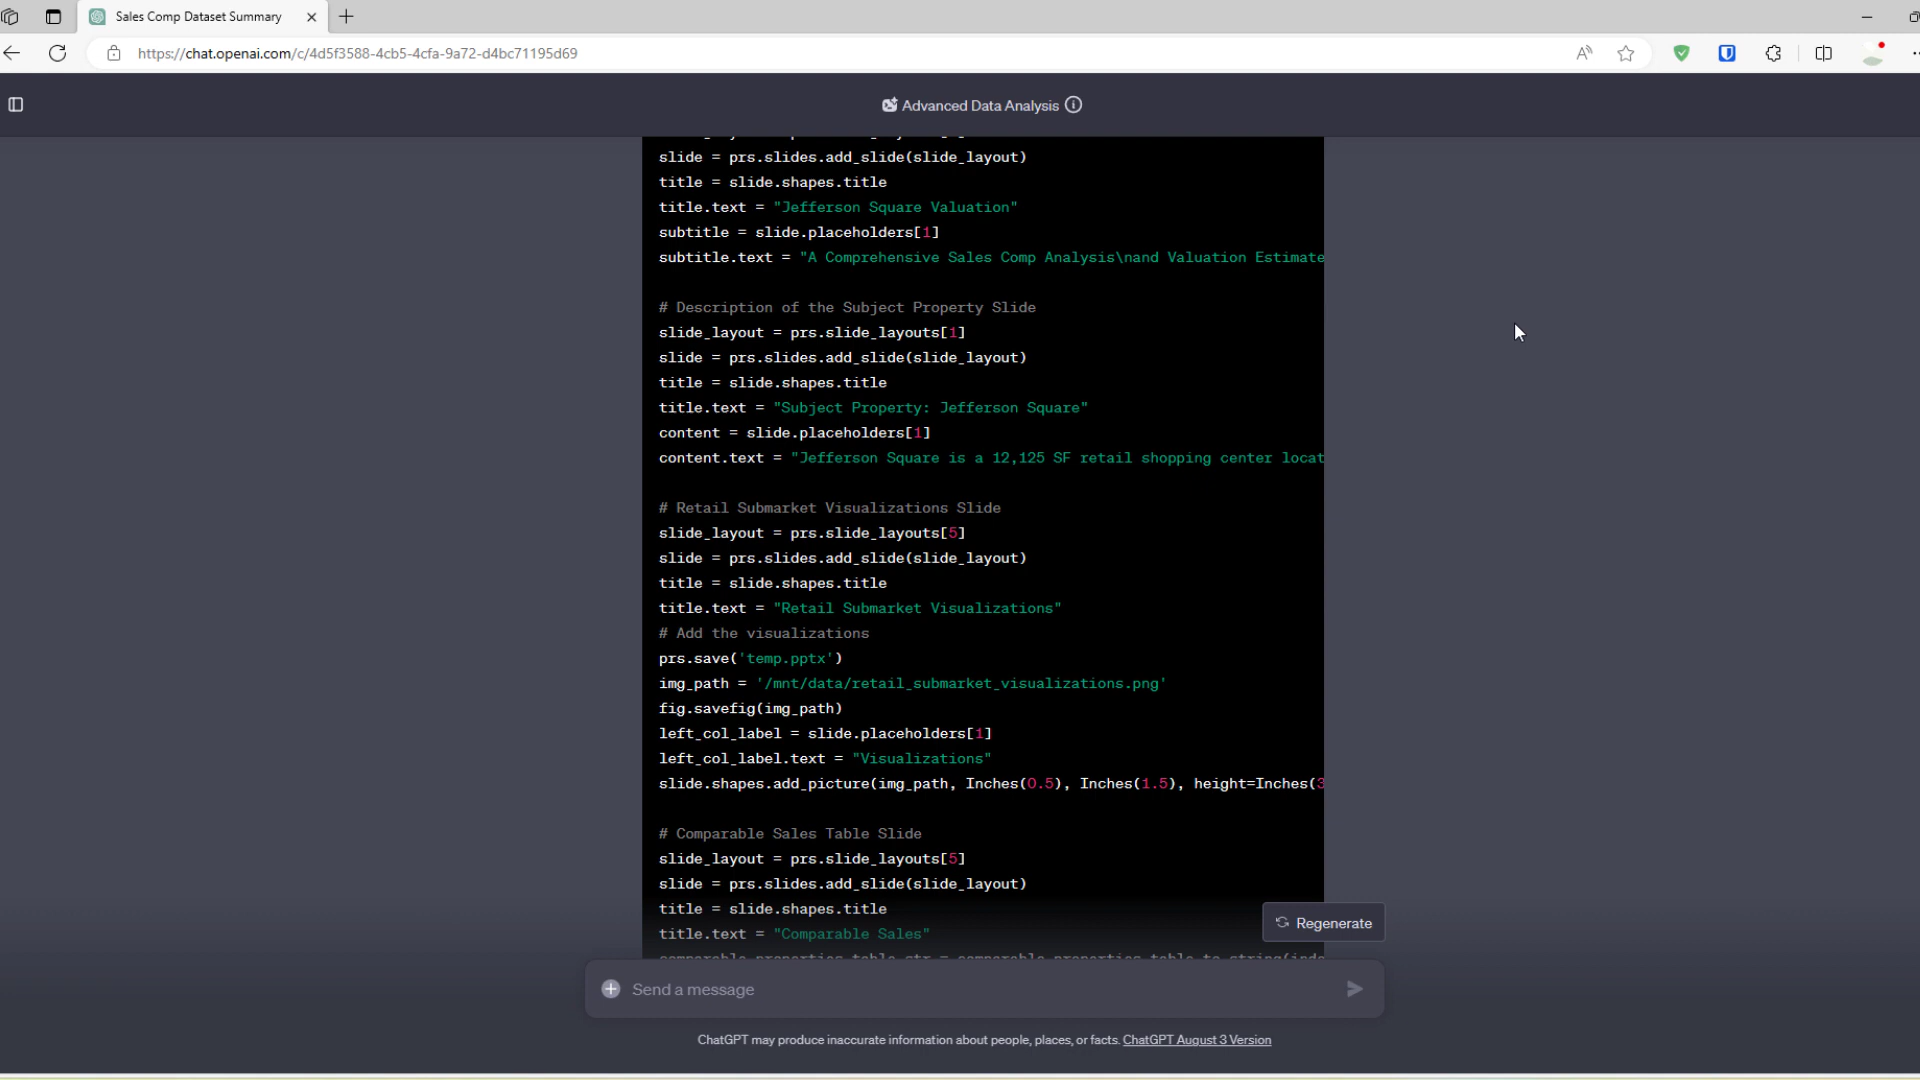 Sales Comp Dataset Summary
https://chat.openai.com/c/4d5f3588-4cb5-4cfa-9a72-d4bc71195d69
Advanced Data Analysis
slide = prs.slides.add_slide(slide_layout)
title = slide.shapes.title
title.text = "Jefferson Square Valuation"
subtitle = slide.placeholders[1]
subtitle.text = "A Comprehensive Sales Comp Analysis\nand Valuation Estimate
# Description of the Subject Property Slide
slide_layout = prs.slide_layouts[1]
slide = prs.slides.add_slide(slide_layout)
title = slide.shapes.title
title.text = "Subject Property: Jefferson Square"
content = slide.placeholders[1]
content.text = "Jefferson Square is a 12,125 SF retail shopping center locat
# Retail Submarket Visualizations Slide
slide_layout = prs.slide_layouts[5]
slide = prs.slides.add_slide(slide_layout)
title = slide.shapes.title
title.text = "Retail Submarket Visualizations"
# Add the visualizations
prs.save('temp.pptx')
img_path = '/mnt/data/retail_submarket_visualizations.png'
fig.savefig(img_path)
left_col_label = slide.placeholders[1]
left_col_label.text = "Visualizations"
slide.shapes.add_picture(img_path, Inches(0.5), Inches(1.5), height=Inches(3
# Comparable Sales Table Slide
slide_layout = prs.slide_layouts[5]
slide = prs.slides.add_slide(slide_layout)
title = slide.shapes.title
title.text = "Comparable Sales"
Regenerate
Send a message
ChatGPT may produce inaccurate information about people, places, or facts. ChatGPT August 3 Version